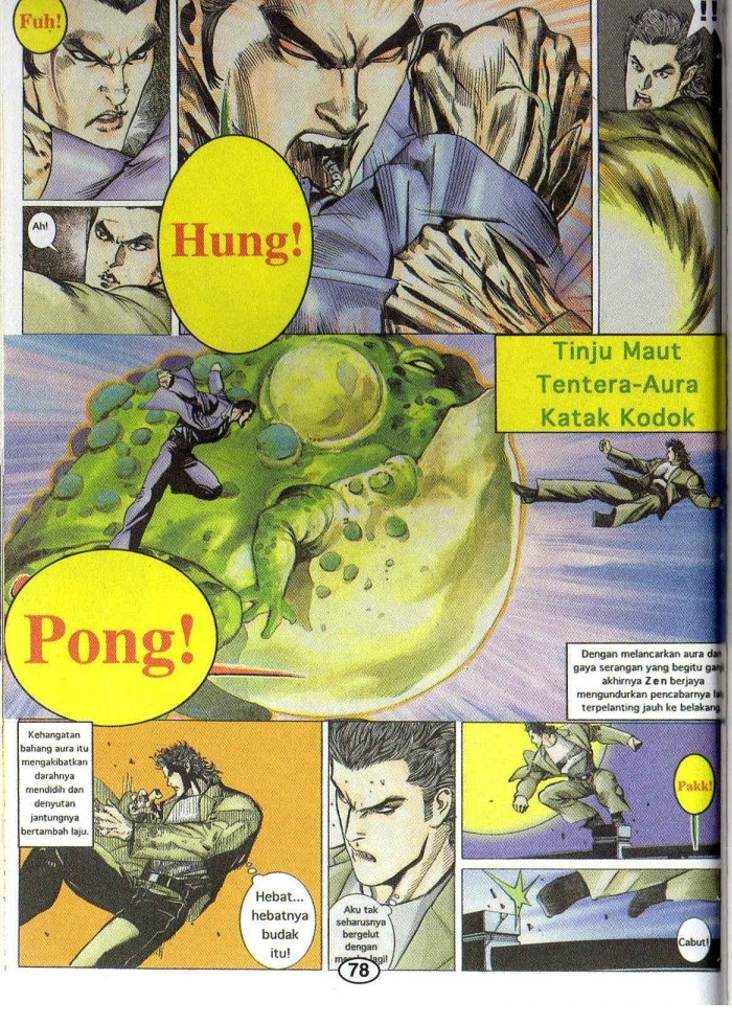 Fuh!
Hung!
!!
Ah!
Tinju Maut
Tentera-Aura
Katak Kodok
Pong!
Dengan melancarkan aura dan
gaya serangan yang begitu
akhirnya Zen berjaya
mengundurkan pencabarnya
terpelanting jauh ke belakang
Kehangatan
bahang aura itu
mengakibatkan
darahnya
mendidih dan
denyutan
jantungnya
bertambah laju.
Hebat...
hebatnya
budak
itu!
Aku tak
seharusnya
bergelut
dengan
lagi!
Pakk!
Cabut!
78